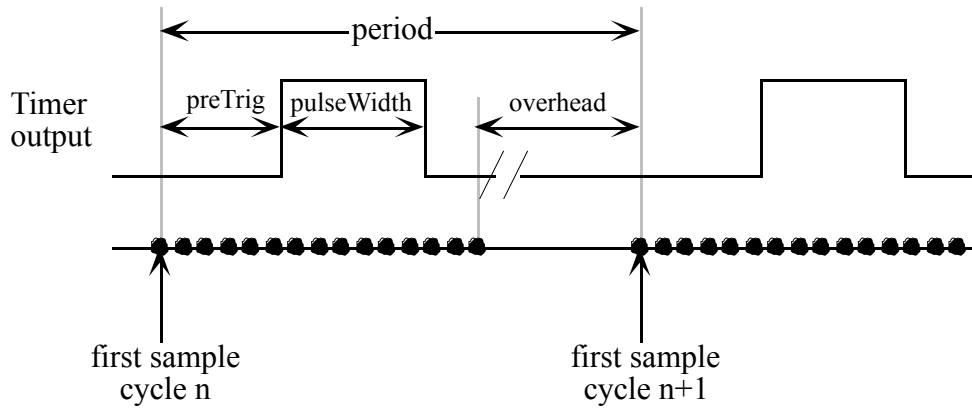 period
Timer
output
preTrig
pulseWidth
overhead
first sample
cycle n
first sample
cycle n+1